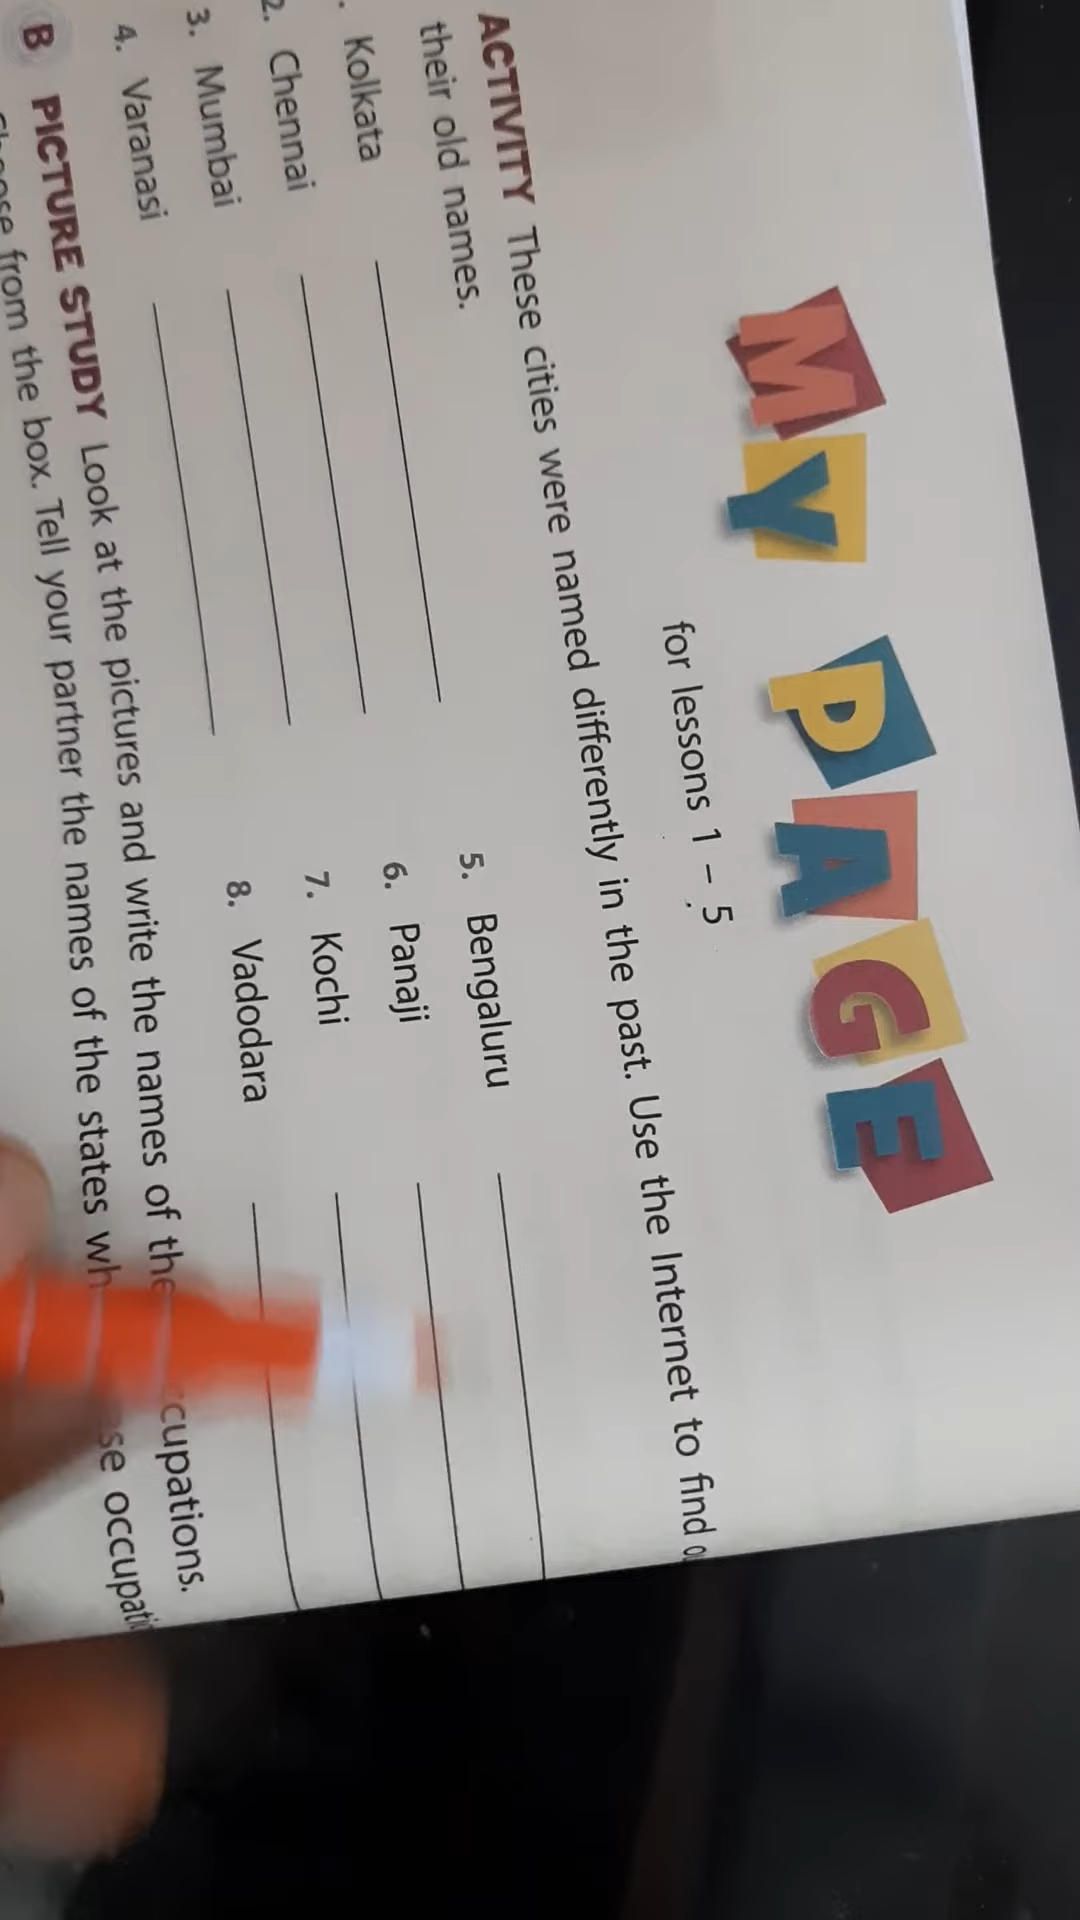 MY PAGE
for lessons 1 – 5
ACTIVITY These cities were named differently in the past. Use the Internet to find
their old names.
Kolkata
2. Chennai
3. Mumbai
4. Varanasi
5. Bengaluru
6. Panaji
7. Kochi
8. Vadodara
B PICTURE STUDY Look at the pictures and write the names of the
from the box. Tell your partner the names of the states